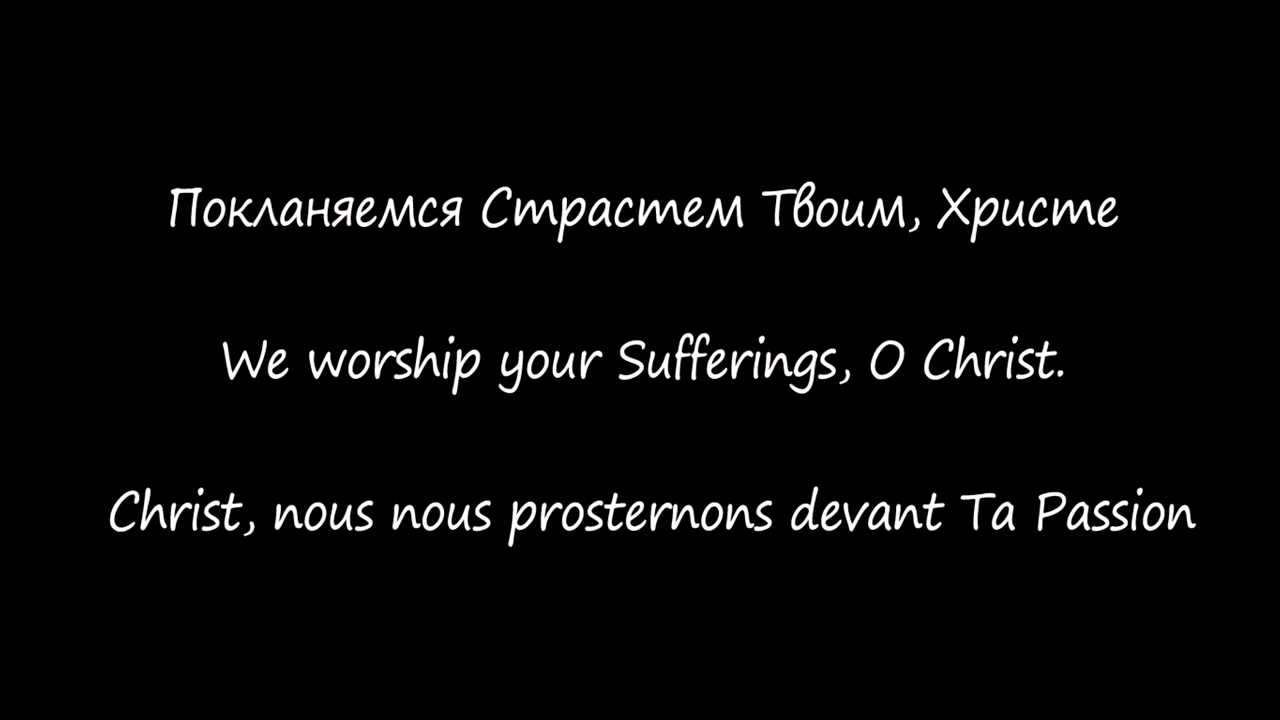 Покланяемся Страстем Твоим, Христе
We worship your Sufferings, O Christ.
Christ, nous nous prosternons devant Ta Passion